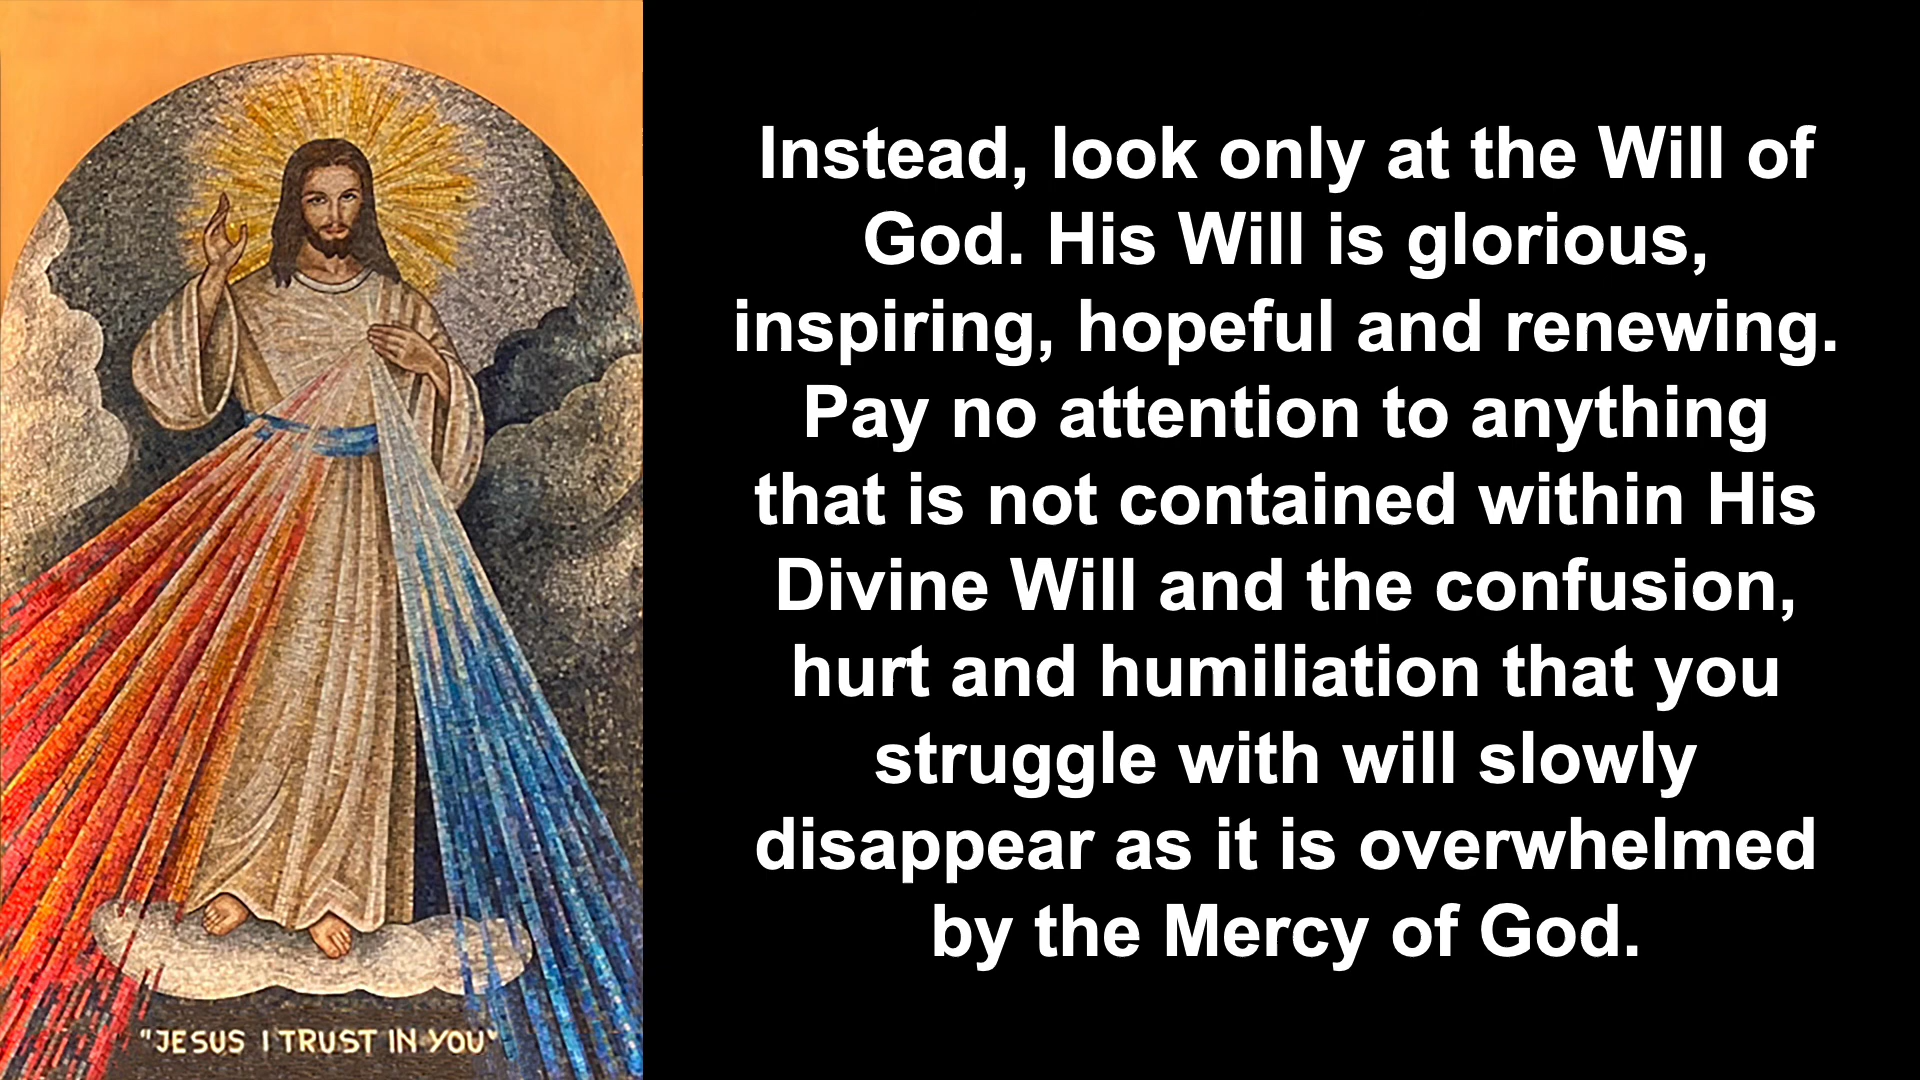 Instead, look only at the Will of
God. His Will is glorious,
inspiring, hopeful and renewing.
Pay no attention to anything
that is not contained within His
Divine Will and the confusion,
hurt and humiliation that you
struggle with will slowly
disappear as it is overwhelmed
by the Mercy of God.
"JESUS I TRUST IN YOU"